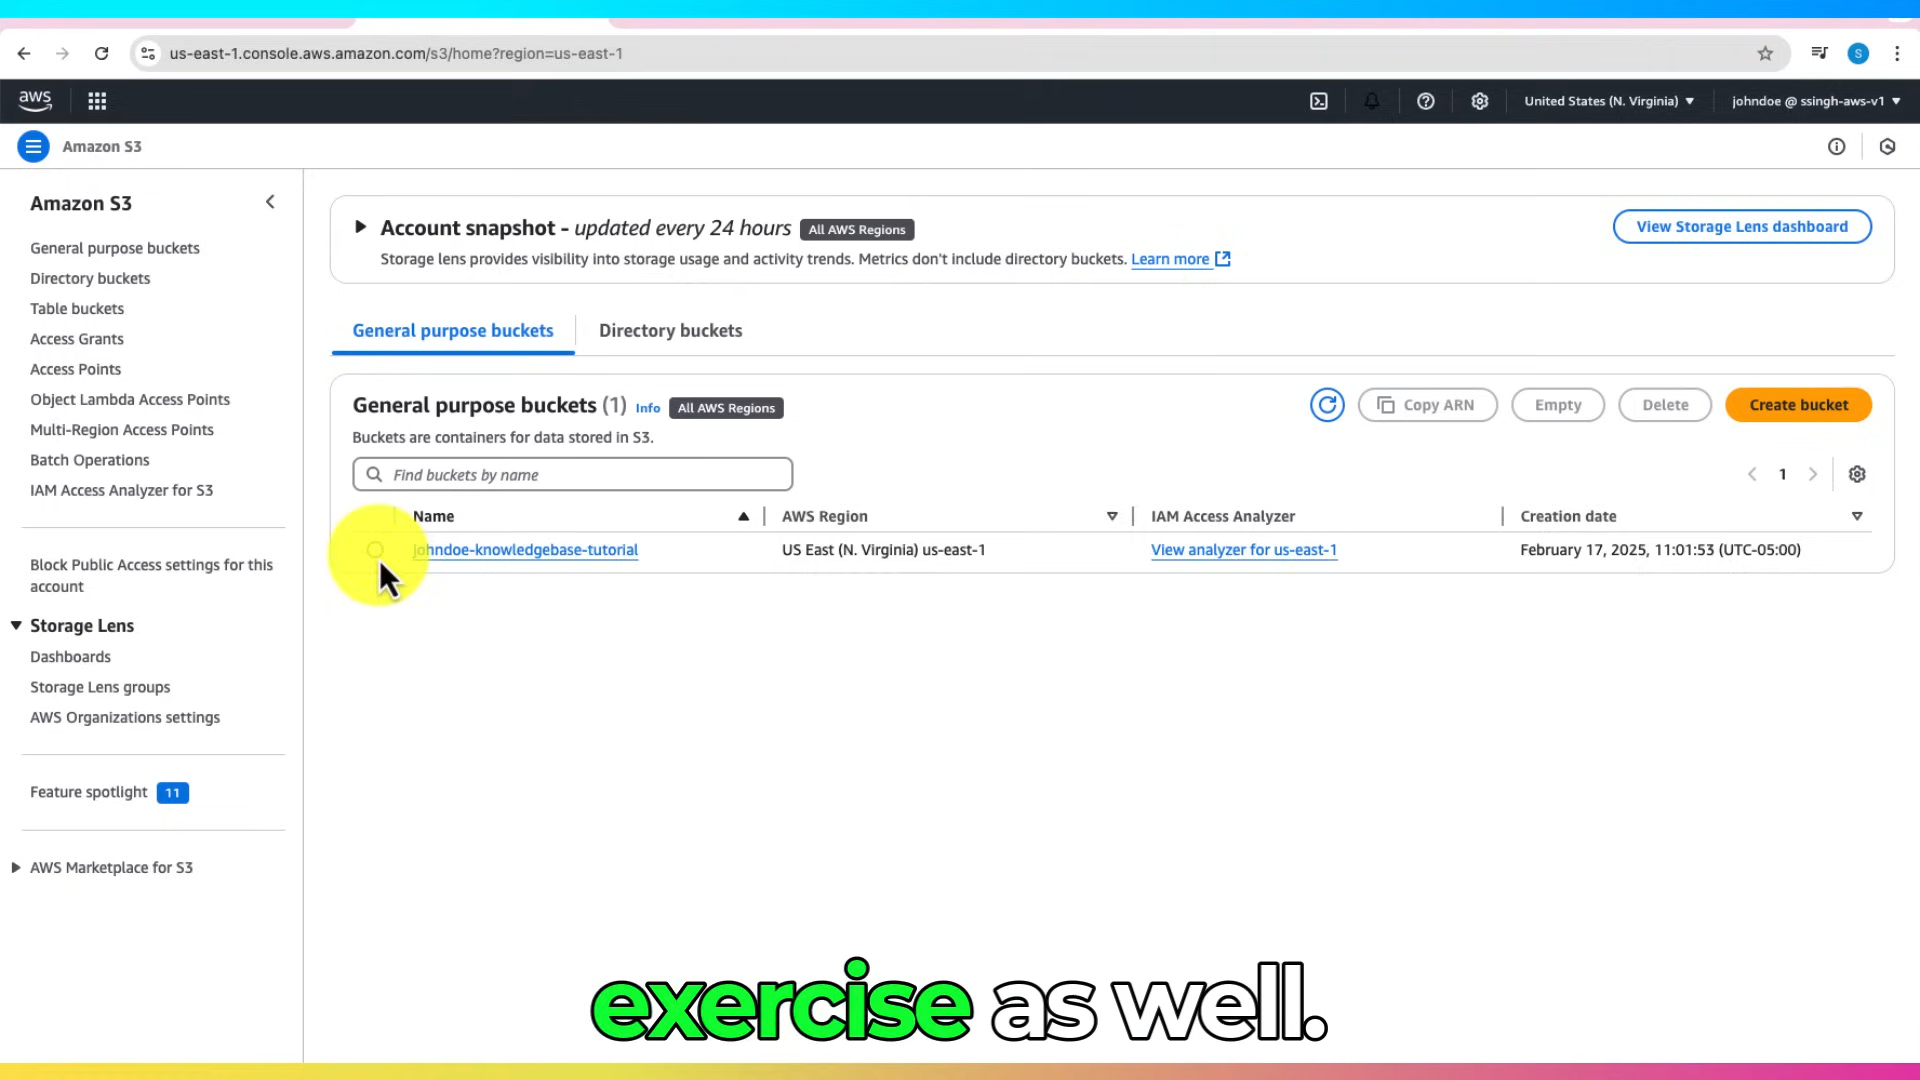 us-east-1.console.aws.amazon.com/s3/home?region=us-east-1
S
aws
United States (N. Virginia)
johndoe @ ssingh-aws-v1
Amazon S3
Amazon S3
General purpose buckets
Directory buckets
Table buckets
Access Grants
Access Points
Object Lambda Access Points
Multi-Region Access Points
Batch Operations
IAM Access Analyzer for S3
Block Public Access settings for this
account
Storage Lens
Dashboards
Storage Lens groups
AWS Organizations settings
Feature spotlight 11
AWS Marketplace for S3
Account snapshot - updated every 24 hours All AWS Regions
View Storage Lens dashboard
Storage lens provides visibility into storage usage and activity trends. Metrics don't include directory buckets. Learn more
General purpose buckets
Directory buckets
General purpose buckets (1) Info All AWS Regions
Copy ARN
Empty
Delete
Create bucket
Buckets are containers for data stored in S3.
Find buckets by name
1
Name
AWS Region
IAM Access Analyzer
Creation date
johndoe-knowledgebase-tutorial
US East (N. Virginia) us-east-1
View analyzer for us-east-1
February 17, 2025, 11:01:53 (UTC-05:00)
exercise as well.